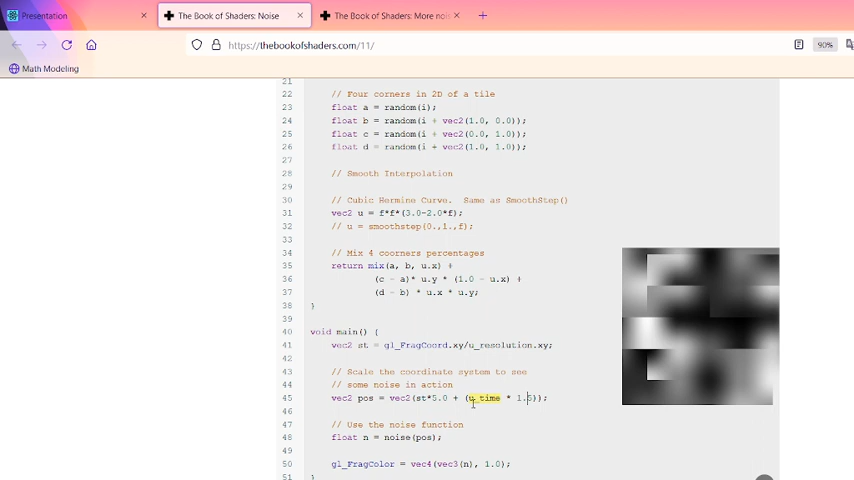 Presentation
The Book of Shaders: Noise
The Book of Shaders: More nois
https://thebookofshaders.com/11/
90%
Math Modeling
21
22 // Four corners in 2D of a tile
23 float a = random(i);
24 float b = random(i + vec2(1.0, 0.0));
25 float c = random(i + vec2(0.0, 1.0));
26 float d = random(i + vec2(1.0, 1.0));
27
28 // Smooth Interpolation
29
30 // Cubic Hermine Curve.  Same as SmoothStep()
31 vec2 u = f*f*(3.0-2.0*f);
32 // u = smoothstep(0.,1.,f);
33
34 // Mix 4 coorners percentages
35 return mix(a, b, u.x) +
36 (c - a)* u.y * (1.0 - u.x) +
37 (d - b) * u.x * u.y;
38 }
39
40 void main() {
41 vec2 st = gl_FragCoord.xy/u_resolution.xy;
42
43 // Scale the coordinate system to see
44 // some noise in action
45 vec2 pos = vec2(st*5.0 + (u_time * 1.5));
46
47 // Use the noise function
48 float n = noise(pos);
49
50 gl_FragColor = vec4(vec3(n), 1.0);
51 }